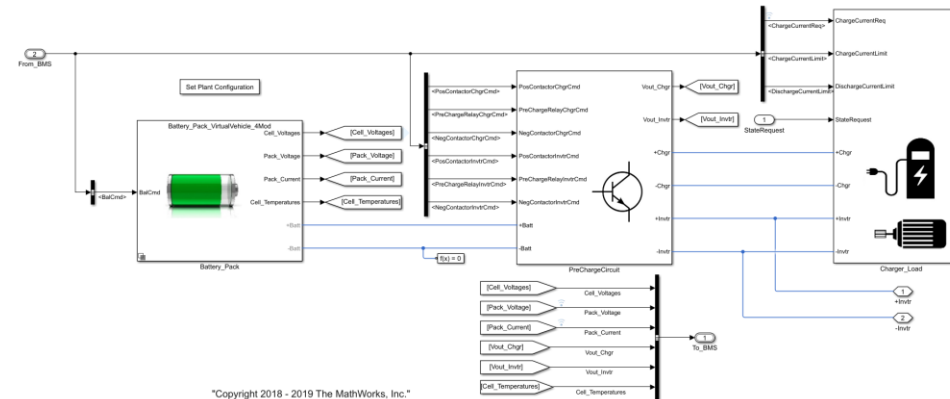 2
From_BMS
Set Plant Configuration
<BalCmd>
Battery_Pack_VirtualVehicle_4Mod
BalCmd
Cell_Voltages
Pack_Voltage
Pack_Current
Cell_Temperatures
+Batt
-Batt
Battery_Pack
[Cell_Voltages]
[Pack_Voltage]
[Pack_Current]
[Cell_Temperatures]
f(x) = 0
<PosContactorChgrCmd>
<PreChargeRelayChgrCmd>
<NegContactorChgrCmd>
<PosContactorInvtrCmd>
<PreChargeRelayInvtrCmd>
<NegContactorInvtrCmd>
PosContactorChgrCmd
PreChargeRelayChgrCmd
NegContactorChgrCmd
PosContactorInvtrCmd
PreChargeRelayInvtrCmd
NegContactorInvtrCmd
+Batt
-Batt
Vout_Chgr
Vout_Invtr
+Chgr
-Chgr
+Invtr
-Invtr
PreChargeCircuit
[Vout_Chgr]
[Vout_Invtr]
<ChargeCurrentReq>
<ChargeCurrentLimit>
<DischargeCurrentLimit>
1
StateRequest
ChargeCurrentReq
ChargeCurrentLimit
DischargeCurrentLimit
StateRequest
+Chgr
-Chgr
+Invtr
-Invtr
Charger_Load
1
+Invtr
2
-Invtr
[Cell_Voltages]
[Pack_Voltage]
[Pack_Current]
[Vout_Chgr]
[Vout_Invtr]
[Cell_Temperatures]
Cell_Voltages
Pack_Voltage
Pack_Current
Vout_Chgr
Vout_Invtr
Cell_Temperatures
1
To_BMS
"Copyright 2018 - 2019 The MathWorks, Inc."